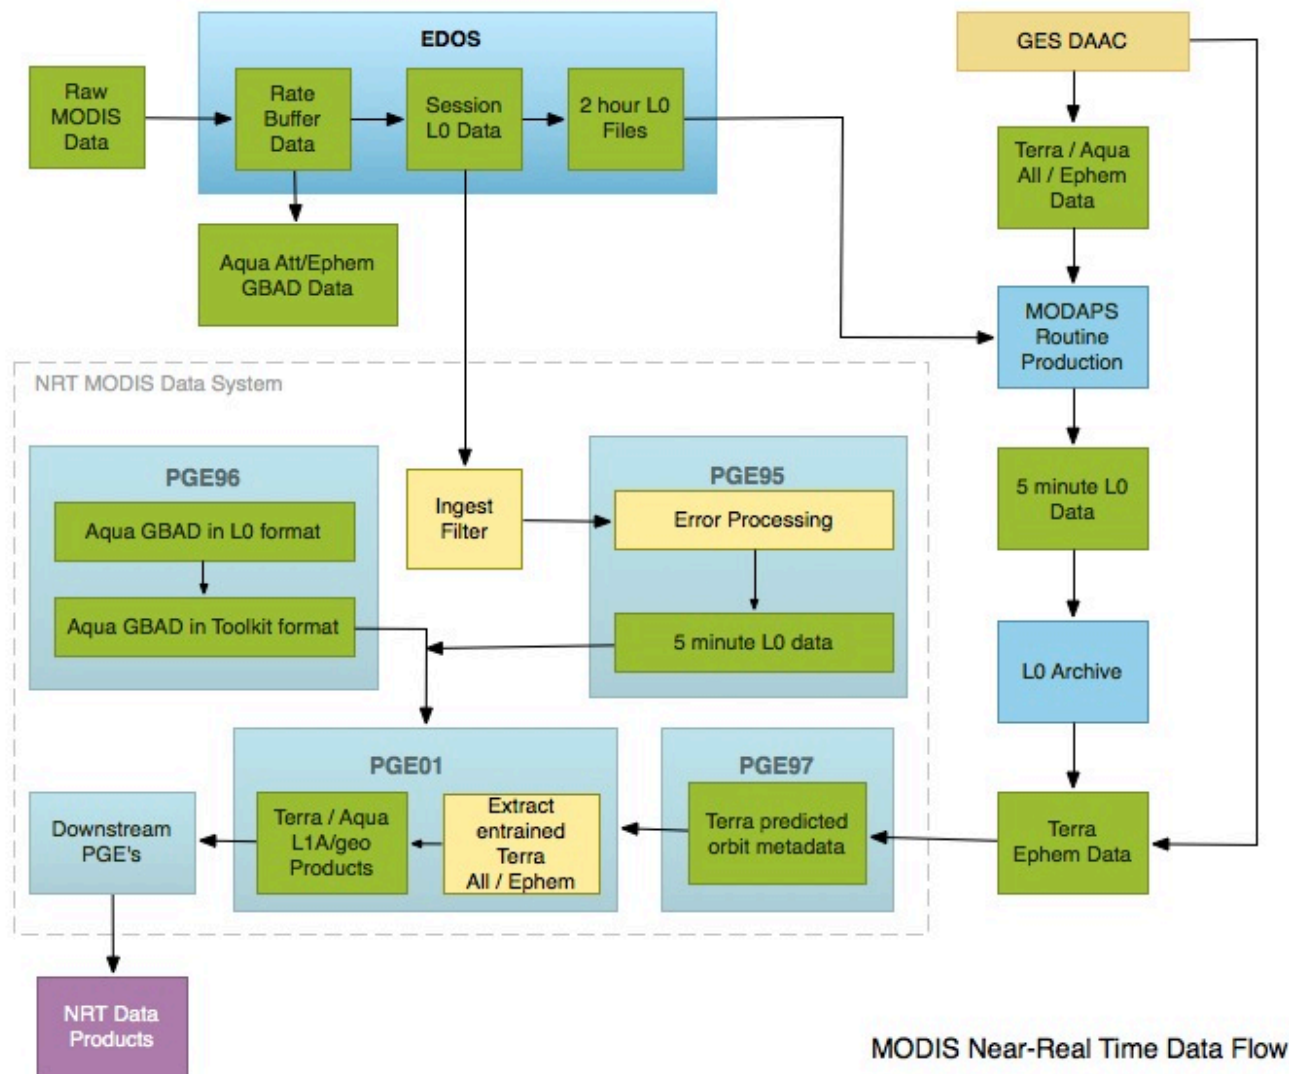 EDOS
GES DAAC
Raw
MODIS
Data
Rate
Buffer
Data
Session
L0 Data
2 hour L0
Files
Terra / Aqua
All / Ephem
Data
Aqua Att/Ephem
GBAD Data
MODAPS
Routine
Production
NRT MODIS Data System
PGE96
Aqua GBAD in L0 format
Aqua GBAD in Toolkit format
Ingest
Filter
PGE95
Error Processing
5 minute L0 data
5 minute L0
Data
L0 Archive
PGE01
Terra / Aqua
L1A/geo
Products
Extract
entrained
Terra
All / Ephem
PGE97
Terra predicted
orbit metadata
Terra
Ephem Data
Downstream
PGE's
NRT Data
Products
MODIS Near-Real Time Data Flow